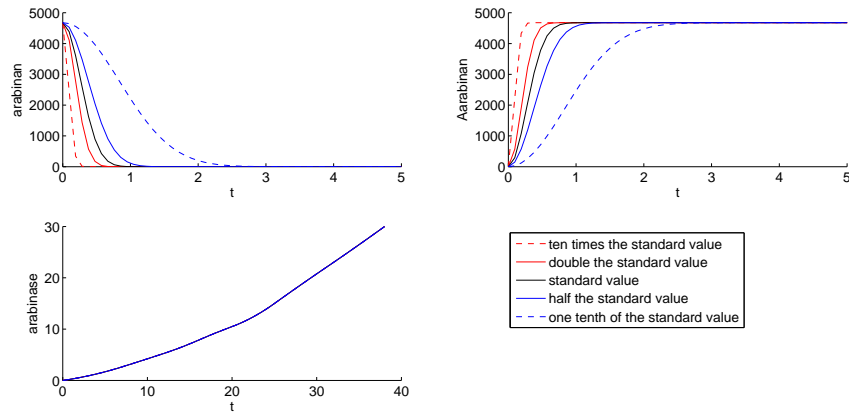 5000
4000
3000
2000
1000
0
arabinan
0 1 2 3 4 5
t
5000
4000
3000
2000
1000
0
Aarabinan
0 1 2 3 4 5
t
30
20
10
0
arabinase
0 10 20 30 40
t
ten times the standard value
double the standard value
standard value
half the standard value
one tenth of the standard value